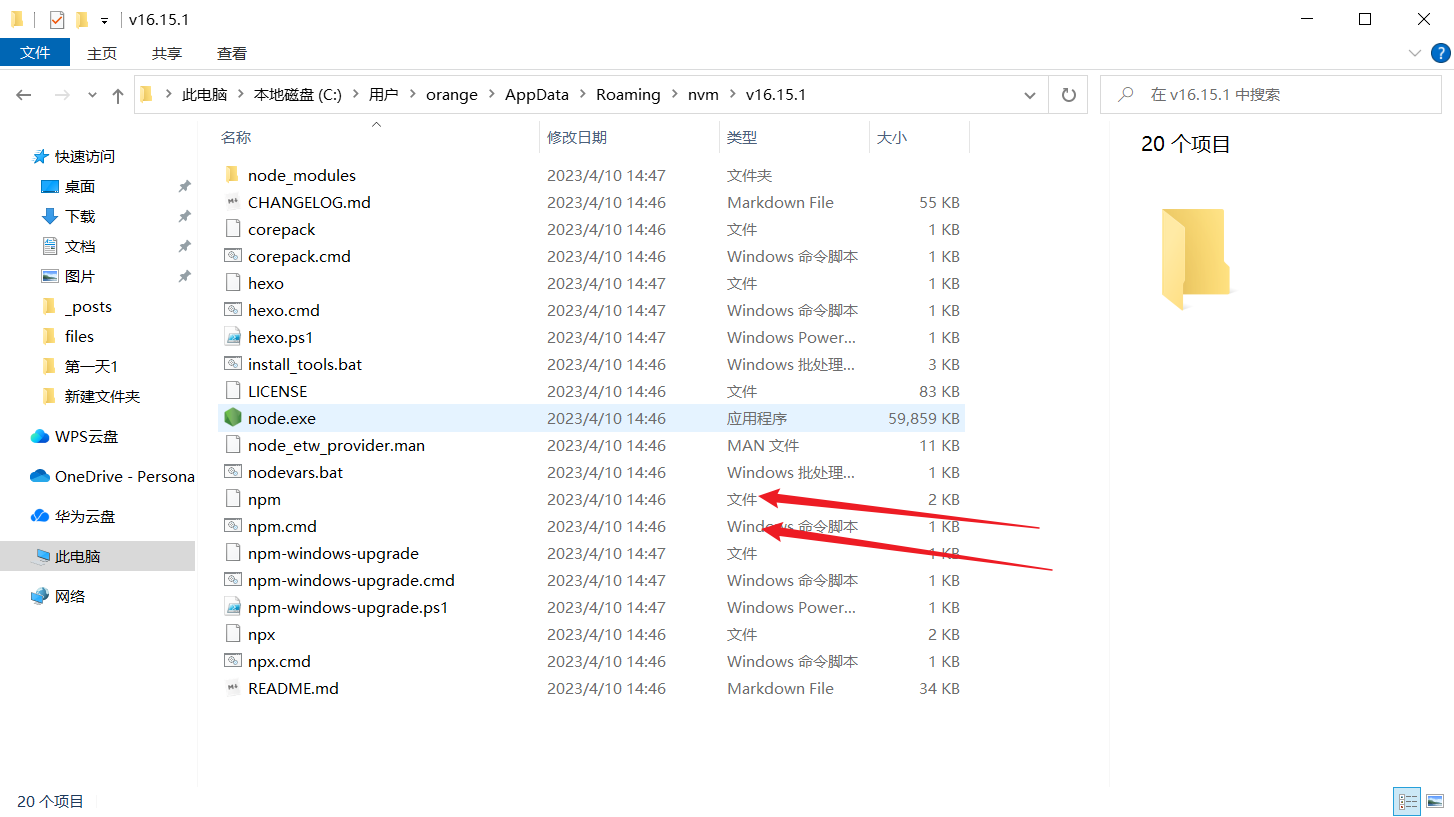 v16.15.1
文件 主页 共享 查看
此电脑 本地磁盘 (C:) 用户 orange AppData Roaming nvm v16.15.1 在 v16.15.1 中搜索
快速访问
桌面
下载
文档
图片
_posts
files
第一天1
新建文件夹
WPS云盘
OneDrive - Persona
华为云盘
此电脑
网络
名称 修改日期 类型 大小
node_modules 2023/4/10 14:47 文件夹
CHANGELOG.md 2023/4/10 14:46 Markdown File 55 KB
corepack 2023/4/10 14:46 文件 1 KB
corepack.cmd 2023/4/10 14:46 Windows 命令脚本 1 KB
hexo 2023/4/10 14:47 文件 1 KB
hexo.cmd 2023/4/10 14:47 Windows 命令脚本 1 KB
hexo.ps1 2023/4/10 14:47 Windows Power... 1 KB
install_tools.bat 2023/4/10 14:46 Windows 批处理... 3 KB
LICENSE 2023/4/10 14:46 文件 83 KB
node.exe 2023/4/10 14:46 应用程序 59,859 KB
node_etw_provider.man 2023/4/10 14:46 MAN 文件 11 KB
nodevars.bat 2023/4/10 14:46 Windows 批处理... 1 KB
npm 2023/4/10 14:46 文件 2 KB
npm.cmd 2023/4/10 14:46 Windows 命令脚本 1 KB
npm-windows-upgrade 2023/4/10 14:47 文件 1 KB
npm-windows-upgrade.cmd 2023/4/10 14:47 Windows 命令脚本 1 KB
npm-windows-upgrade.ps1 2023/4/10 14:47 Windows Power... 1 KB
npx 2023/4/10 14:46 文件 2 KB
npx.cmd 2023/4/10 14:46 Windows 命令脚本 1 KB
README.md 2023/4/10 14:46 Markdown File 34 KB
20 个项目
20 个项目